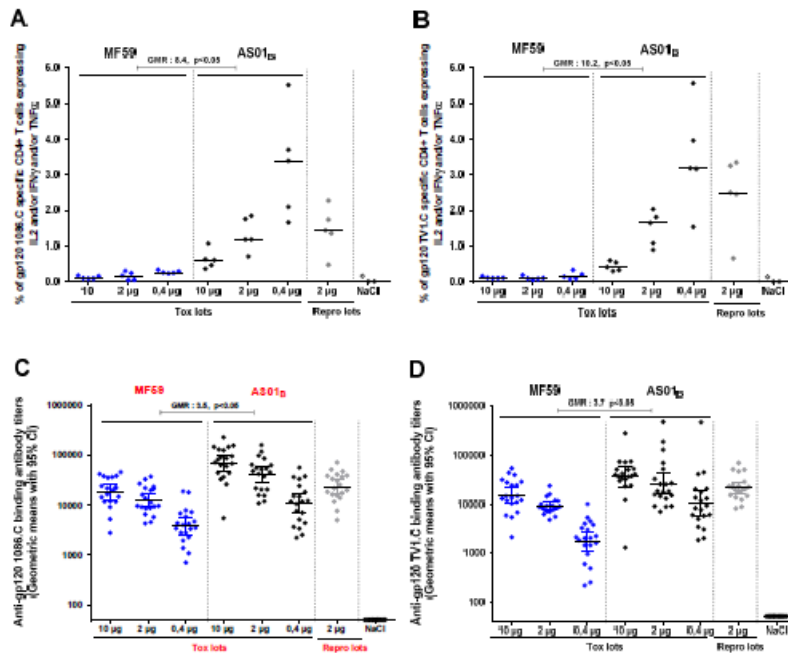 A
MF59 AS01B
GMR : 8.4, p<0.05
% of gp120 1086.C specific CD4+ T cells expressing
IL2 and/or IFNγ and/or TNFα
6.0
5.0
4.0
3.0
2.0
1.0
0.0
10 2 µg 0,4 µg 10 µg 2 µg 0,4 µg 2 µg NaCl
Tox lots Repro lots
B
MF59 AS01B
GMR : 10.2, p<0.05
% of gp120 TV1.C specific CD4+ T cells expressing
IL2 and/or IFNγ and/or TNFα
6.0
5.0
4.0
3.0
2.0
1.0
0.0
10 µg 2 µg 0,4 µg 10 µg 2 µg 0,4 µg 2 µg NaCl
Tox lots Repro lots
C
MF59 AS01B
GMR : 3.5, p<0.05
Anti-gp120 1086.C binding antibody titers
(Geometric means with 95% CI)
1000000
100000
10000
1000
100
10 µg 2 µg 0,4 µg 10 µg 2 µg 0,4 µg 2 µg NaCl
Tox lots Repro lots
D
MF59 AS01B
GMR : 3.7 p<0.05
Anti-gp120 TV1.C binding antibody titers
(Geometric means with 95% CI)
1000000
100000
10000
1000
100
10 µg 2 µg 0,4 µg 10 µg 2 µg 0,4 µg 2 µg NaCl
Tox lots Repro lots